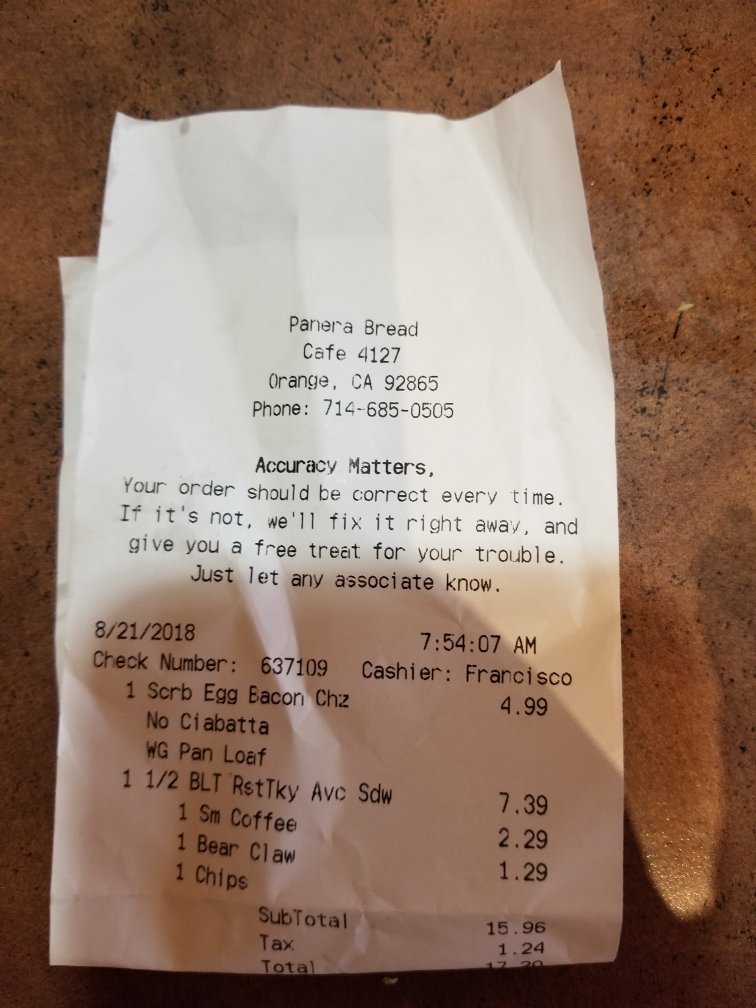 Panera Bread
Cafe 4127
Orange, CA 92865
Phone: 714-685-0505
Accuracy Matters,
Your order should be correct every time.
If it's not, we'll fix it right away, and
give you a free treat for your trouble.
Just let any associate know.
8/21/2018 7:54:07 AM
Check Number: 637109 Cashier: Francisco
1 Scrb Egg Bacon Chz 4.99
No Ciabatta
WG Pan Loaf
1 1/2 BLT RstTky Avc Sdw 7.39
1 Sm Coffee 2.29
1 Bear Claw 1.29
1 Chips
SubTotal 15.96
Tax 1.24
Total 17.20